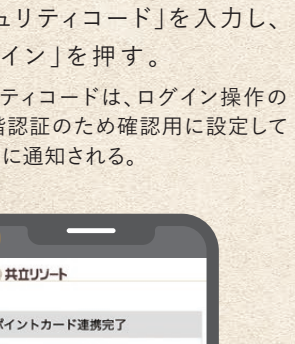 ュリティコード」を入力し、
イン」を押す。
ティコードは、ログイン操作の
皆認証のため確認用に設定して
に通知される。
共立リゾート
ポイントカード連携完了